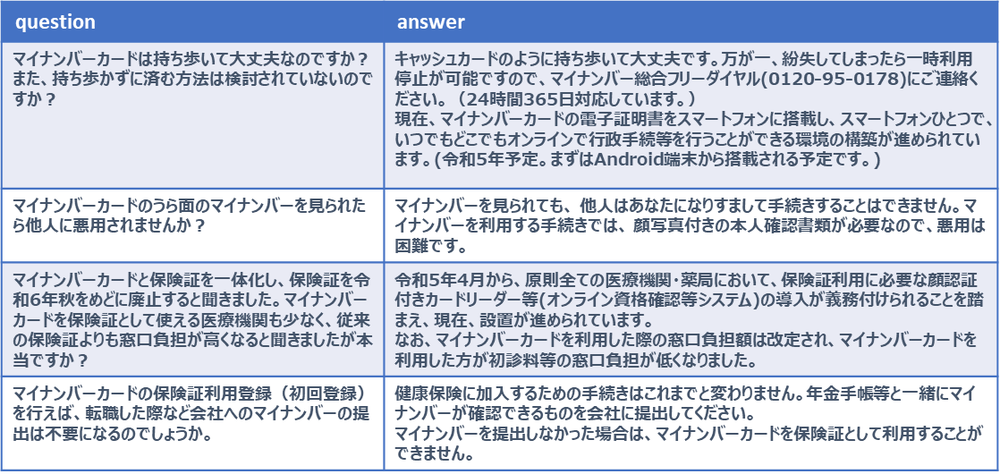 question
answer
マイナンバーカードは持ち歩いて大丈夫なのですか？
また、持ち歩かずに済む方法は検討されていないので
すか？
キャッシュカードのように持ち歩いて大丈夫です。万が一、紛失してしまったら一時利用
停止が可能ですので、マイナンバー総合フリーダイヤル(0120-95-0178)にご連絡く
ださい。（24時間365日対応しています。）
現在、マイナンバーカードの電子証明書をスマートフォンに搭載し、スマートフォンひとつで、
いつでもどこでもオンラインで行政手続等を行うことができる環境の構築が進められてい
ます。(令和5年予定。まずはAndroid端末から搭載される予定です。)
マイナンバーカードのうら面のマイナンバーを見られた
ら他人に悪用されませんか？
マイナンバーを見られても、他人はあなたになりすまして手続きすることはできません。マ
イナンバーを利用する手続きでは、顔写真付きの本人確認書類が必要なので、悪用は
困難です。
マイナンバーカードと保険証を一体化し、保険証を令
和6年秋をめどに廃止すると聞きました。マイナンバー
カードを保険証として使える医療機関も少なく、従来
の保険証よりも窓口負担が高くなると聞きましたが本
当ですか？
令和5年4月から、原則全ての医療機関・薬局において、保険証利用に必要な顔認証
付きカードリーダー等(オンライン資格確認等システム)の導入が義務付けられることを踏
まえ、現在、設置が進められています。
なお、マイナンバーカードを利用した際の窓口負担額は改定され、マイナンバーカードを
利用した方が初診料等の窓口負担が低くなりました。
マイナンバーカードの保険証利用登録（初回登録）
を行えば、転職した際など会社へのマイナンバーの提
出は不要になるのでしょうか。
健康保険に加入するための手続きはこれまでと変わりません。年金手帳等と一緒にマイ
ナンバーが確認できるものを会社に提出してください。
マイナンバーを提出しなかった場合は、マイナンバーカードを保険証として利用することが
できません。